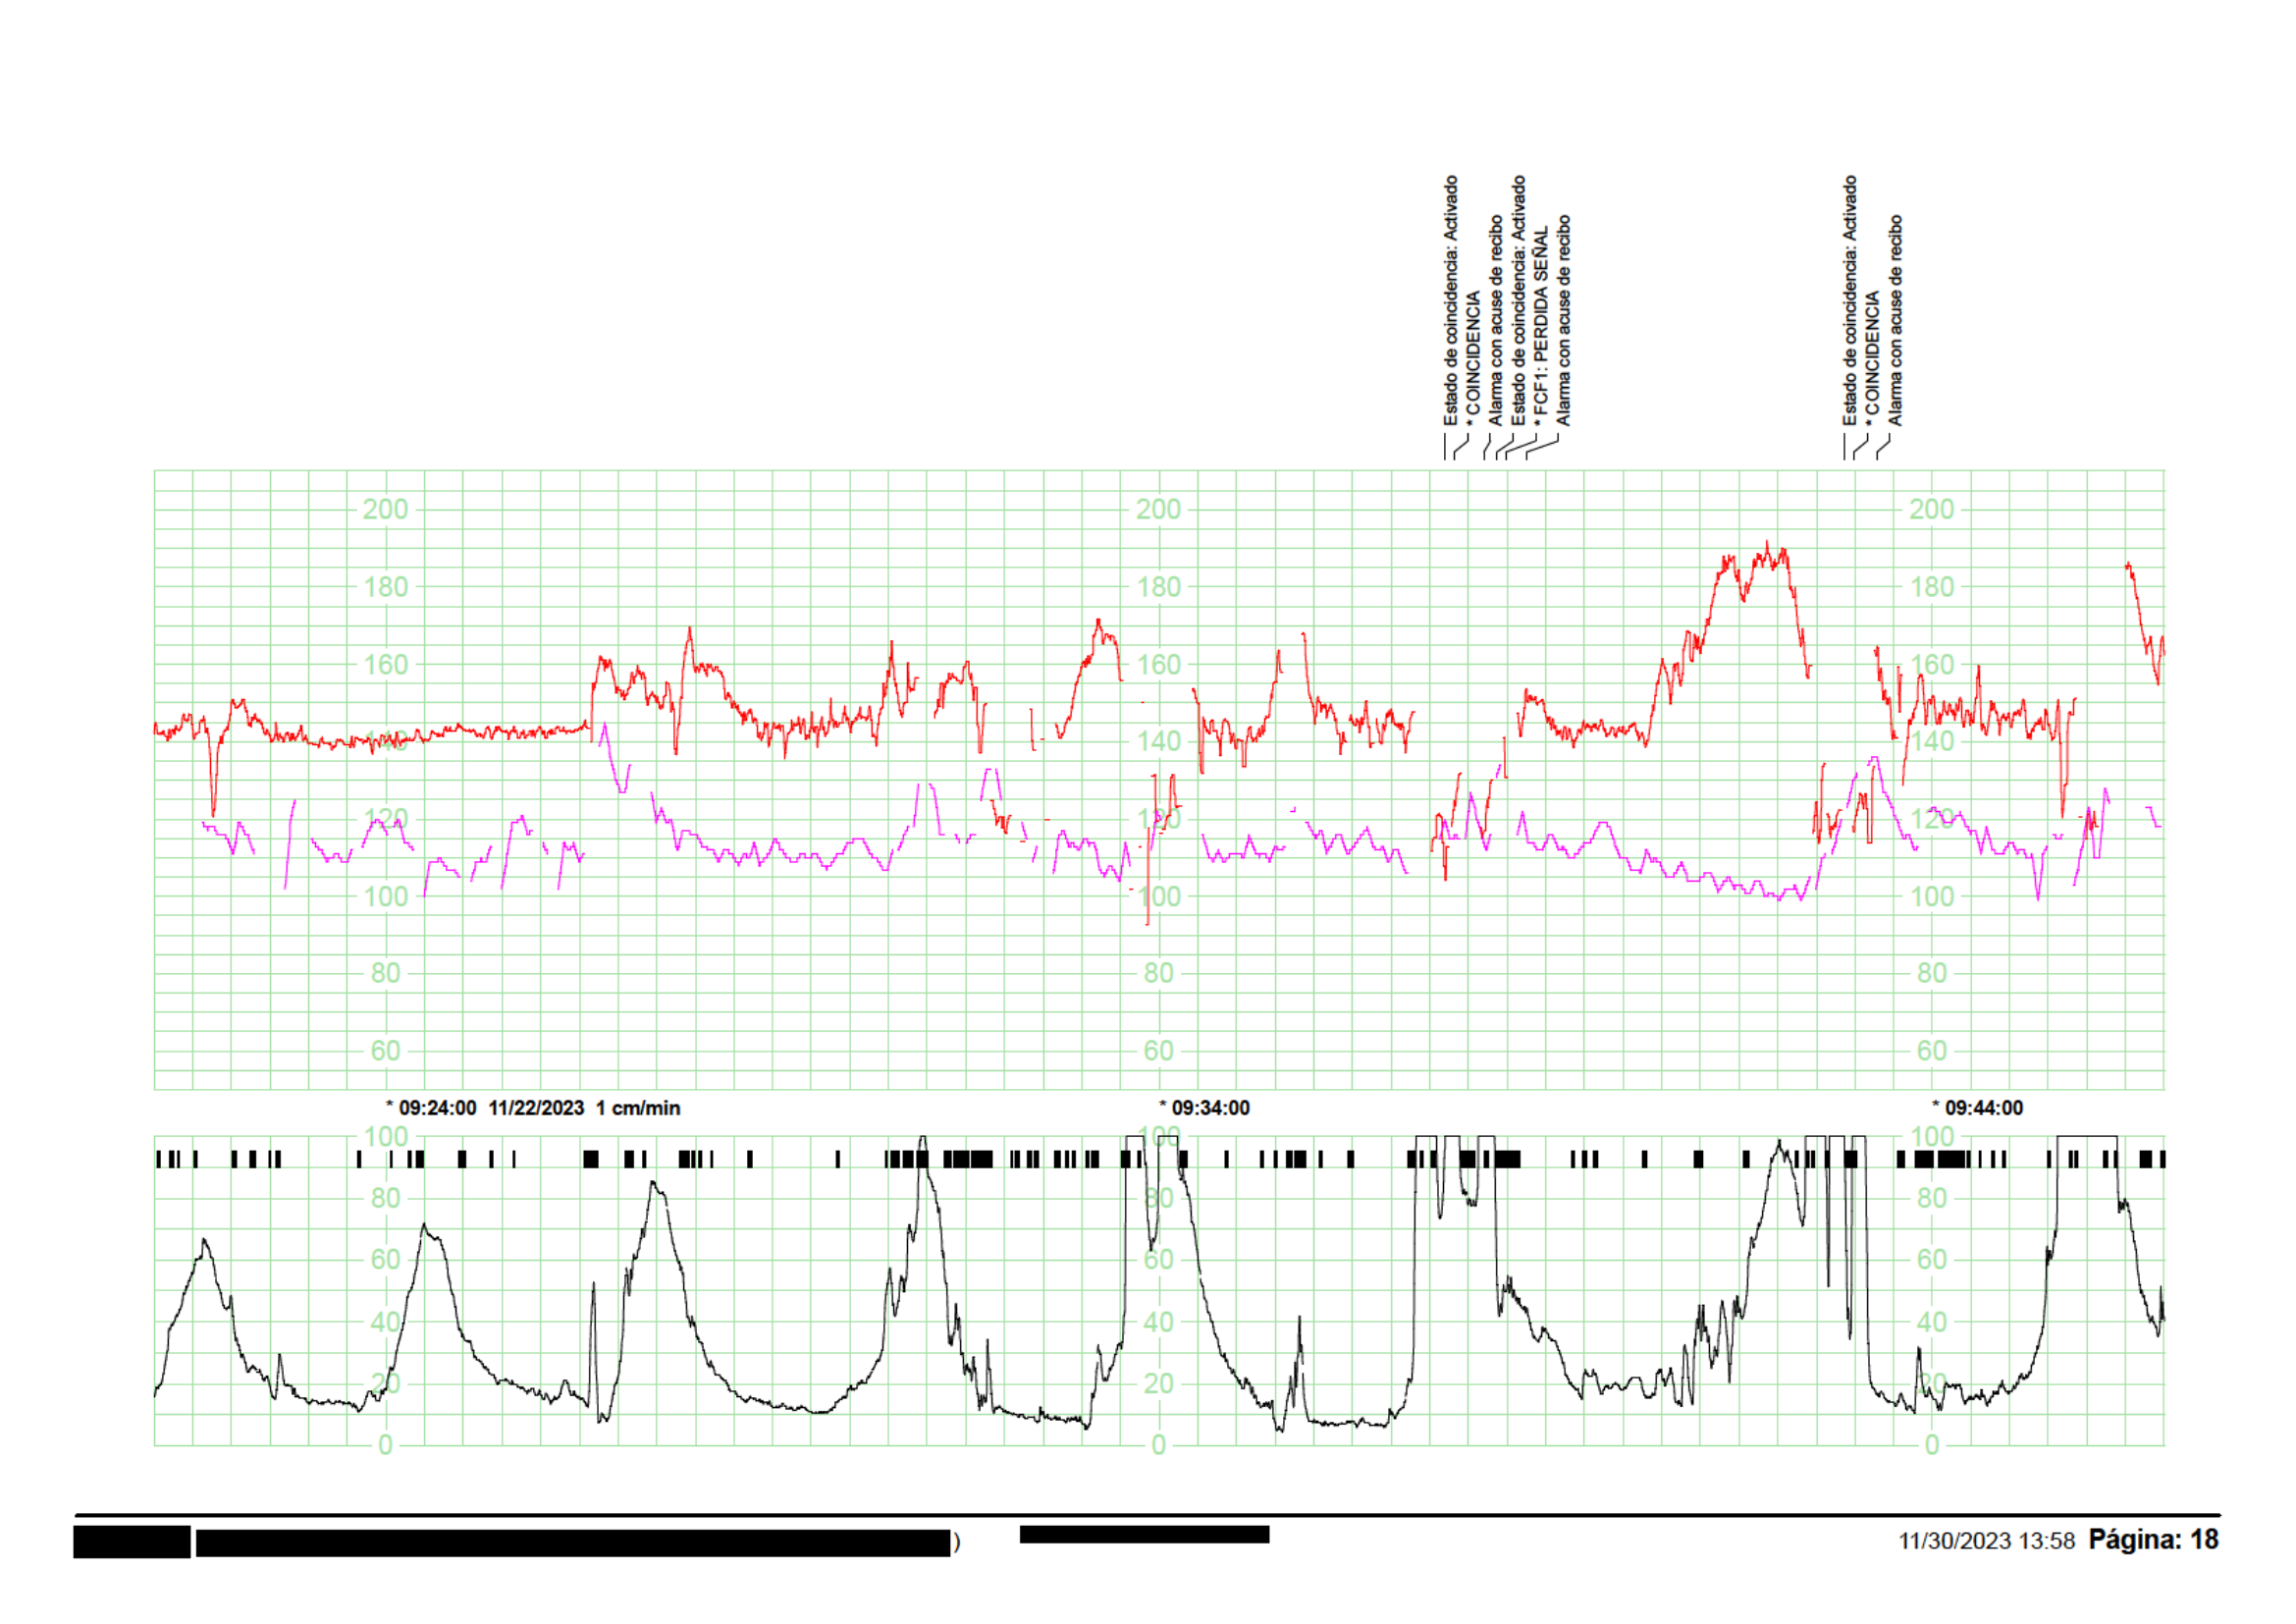 Estado de coincidencia: Activado
* COINCIDENCIA
Alarma con acuse de recibo
Estado de coincidencia: Activado
* FCF1: PERDIDA SEÑAL
Alarma con acuse de recibo
Estado de coincidencia: Activado
* COINCIDENCIA
Alarma con acuse de recibo
200 200 200
180 180 180
160 160 160
140 140 140
120 120 120
100 100 100
80 80 80
60 60 60
* 09:24:00 11/22/2023 1 cm/min * 09:34:00 * 09:44:00
100 100 100
80 80 80
60 60 60
40 40 40
20 20 20
0 0 0
) 11/30/2023 13:58 Página: 18